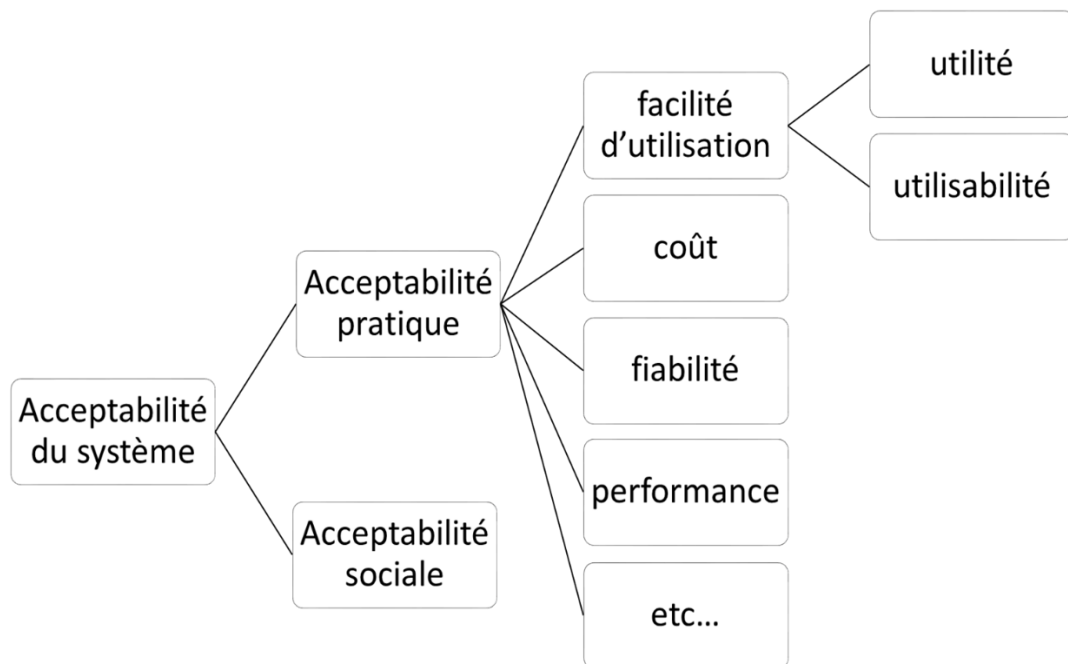 utilité
facilité
d’utilisation
utilisabilité
coût
Acceptabilité
pratique
fiabilité
Acceptabilité
du système
performance
Acceptabilité
sociale
etc...